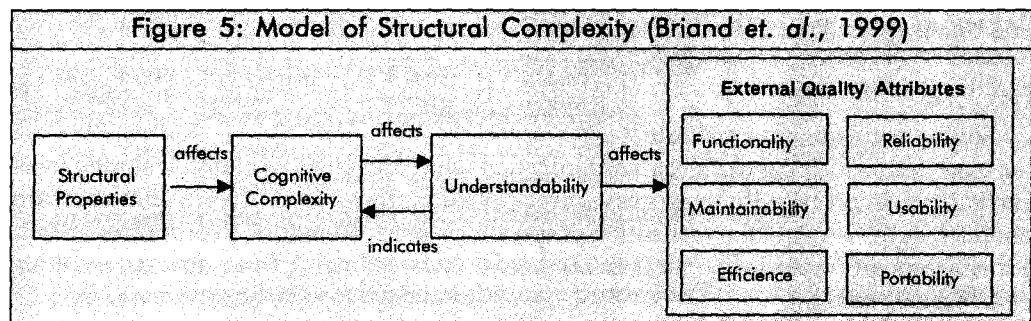 Figure 5: Model of Structural Complexity (Briand et. al., 1999)
Structural
Properties
affects
Cognitive
Complexity
affects
indicates
Understandability
affects
External Quality Attributes
Functionality
Reliability
Maintainability
Usability
Efficience
Portability